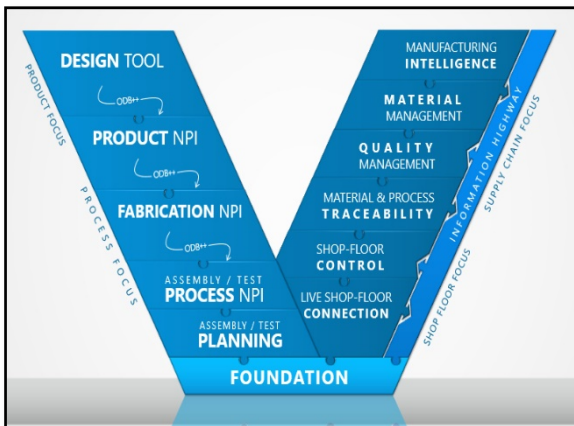 PRODUCT FOCUS
PROCESS FOCUS
DESIGN TOOL
ODB++
PRODUCT NPI
ODB++
FABRICATION NPI
ODB++
ASSEMBLY / TEST
PROCESS NPI
ASSEMBLY / TEST
PLANNING
MANUFACTURING
INTELLIGENCE
MATERIAL
MANAGEMENT
QUALITY
MANAGEMENT
MATERIAL & PROCESS
TRACEABILITY
SHOP-FLOOR
CONTROL
LIVE SHOP-FLOOR
CONNECTION
INFORMATION HIGHWAY
SUPPLY CHAIN FOCUS
SHOP FLOOR FOCUS
FOUNDATION